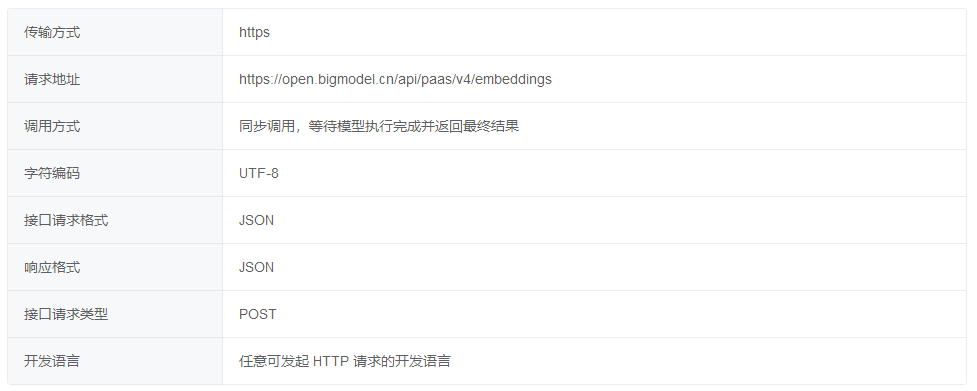 传输方式 https
请求地址 https://open.bigmodel.cn/api/paas/v4/embeddings
调用方式 同步调用，等待模型执行完成并返回最终结果
字符编码 UTF-8
接口请求格式 JSON
响应格式 JSON
接口请求类型 POST
开发语言 任意可发起 HTTP 请求的开发语言